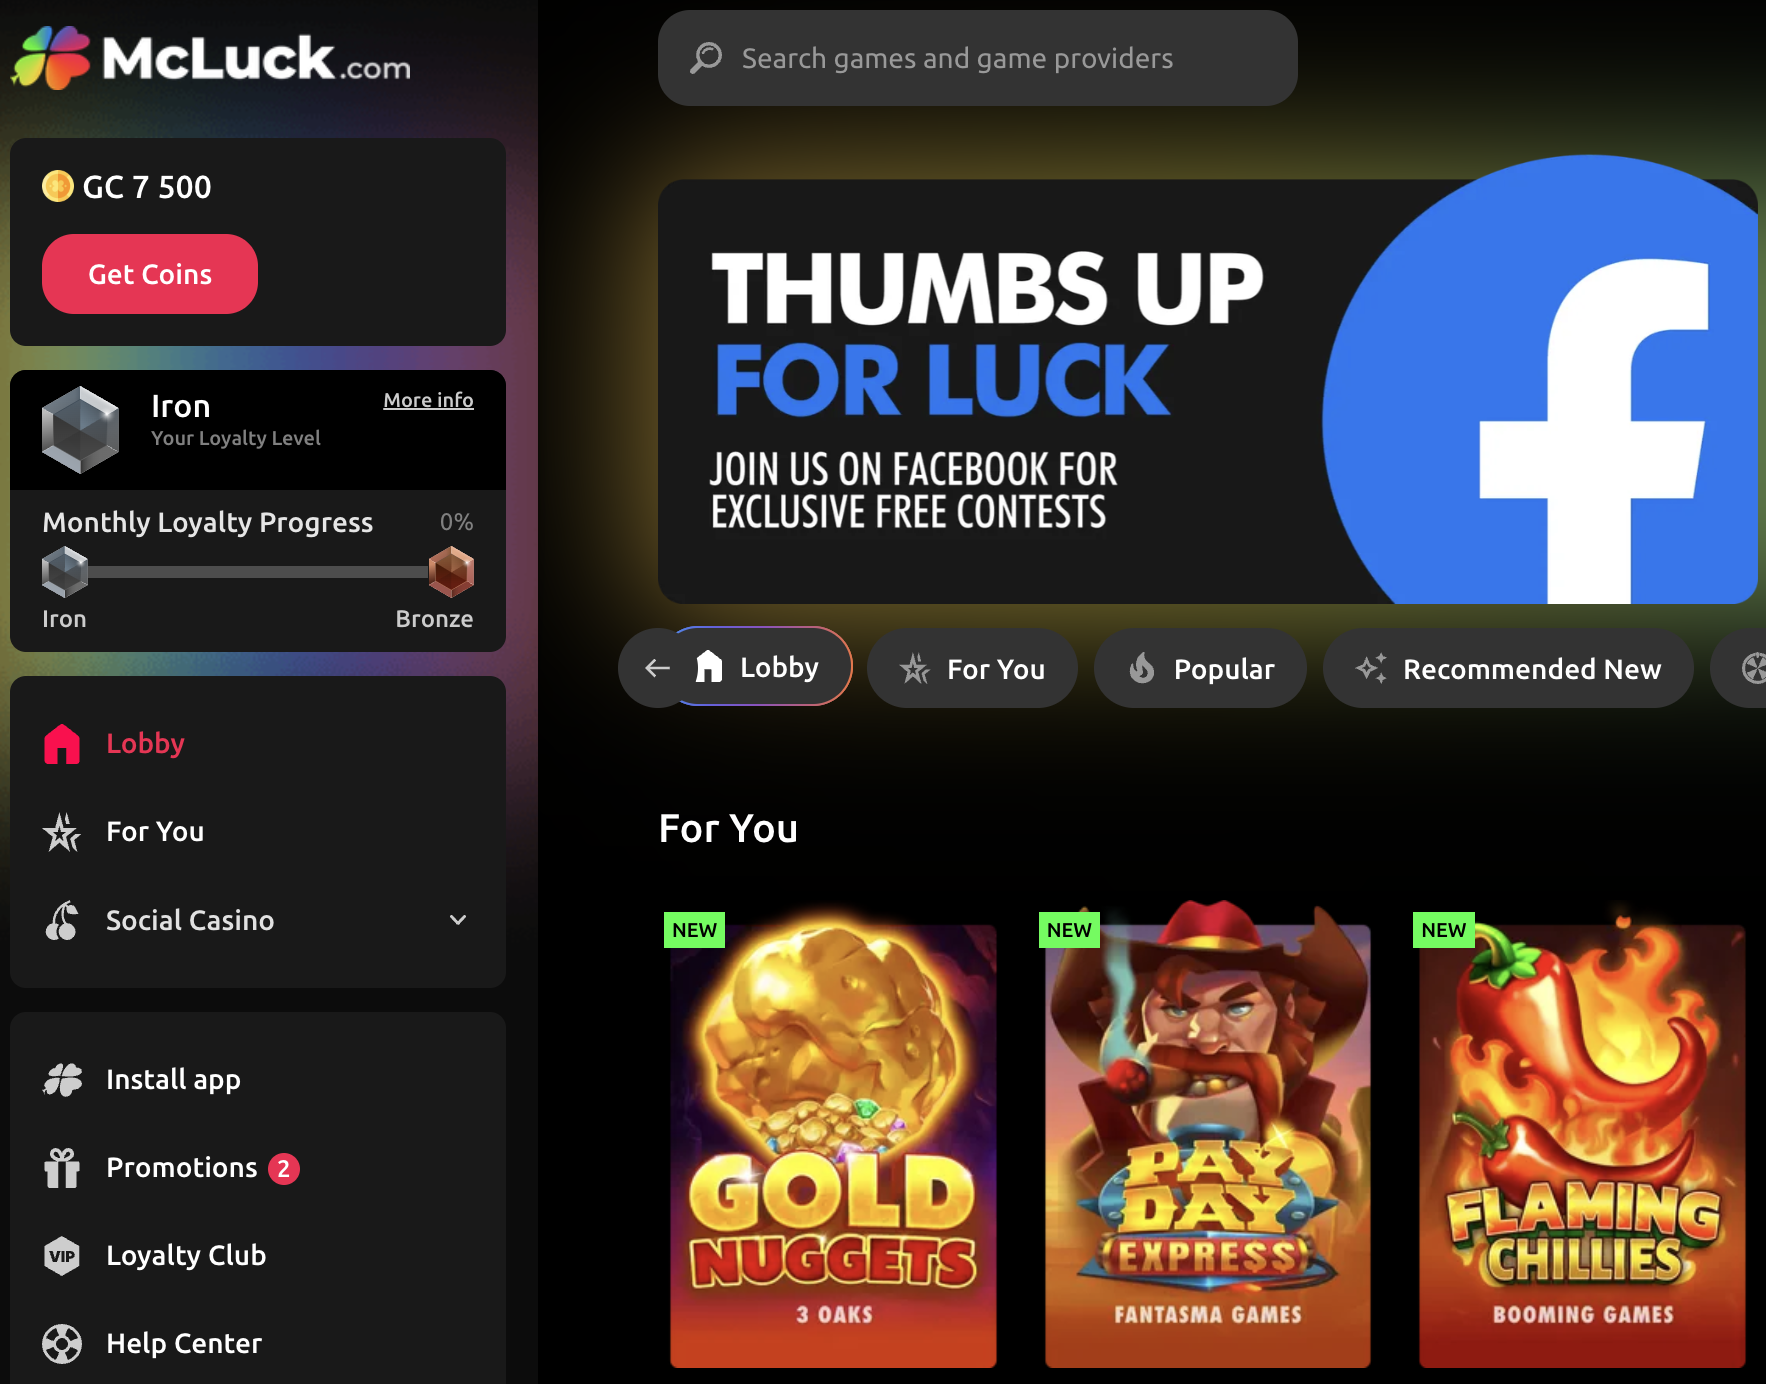 McLuck.com
GC 7 500
Get Coins
Iron
More info
Your Loyalty Level
Monthly Loyalty Progress 0%
Iron
Bronze
Lobby
For You
Social Casino
Install app
Promotions 2
VIP Loyalty Club
Help Center
Search games and game providers
THUMBS UP
FOR LUCK
JOIN US ON FACEBOOK FOR
EXCLUSIVE FREE CONTESTS
f
Lobby
For You
Popular
Recommended New
For You
NEW
GOLD
NUGGETS
3 OAKS
NEW
PAY
DAY
EXPRE$$
FANTASMA GAMES
NEW
FLAMING
CHILLIES
BOOMING GAMES